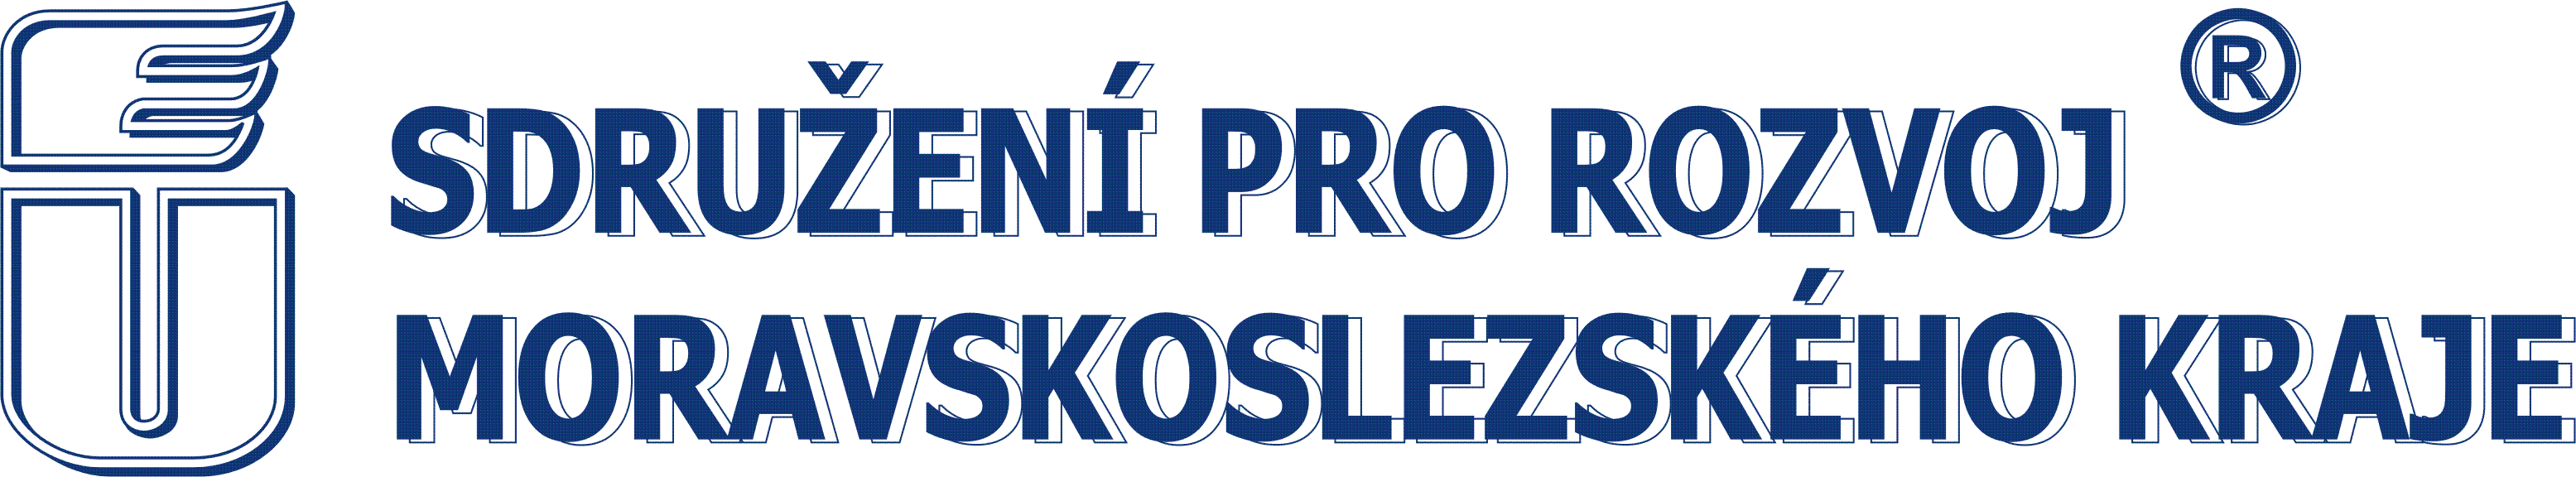 SDRUŽENÍ PRO ROZVOJ ®
MORAVSKOSLEZSKÉHO KRAJE